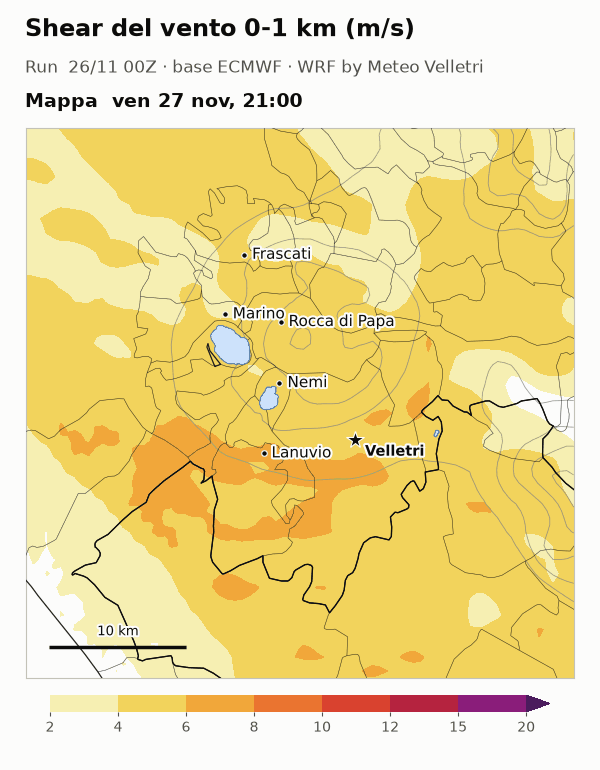 Shear del vento 0-1 km (m/s)
Run  26/11 00Z · base ECMWF · WRF by Meteo Velletri
Mappa  ven 27 nov, 21:00
Frascati
Marino
Rocca di Papa
Nemi
Velletri
Lanuvio
10 km
2 4 6 8 10 12 15 20